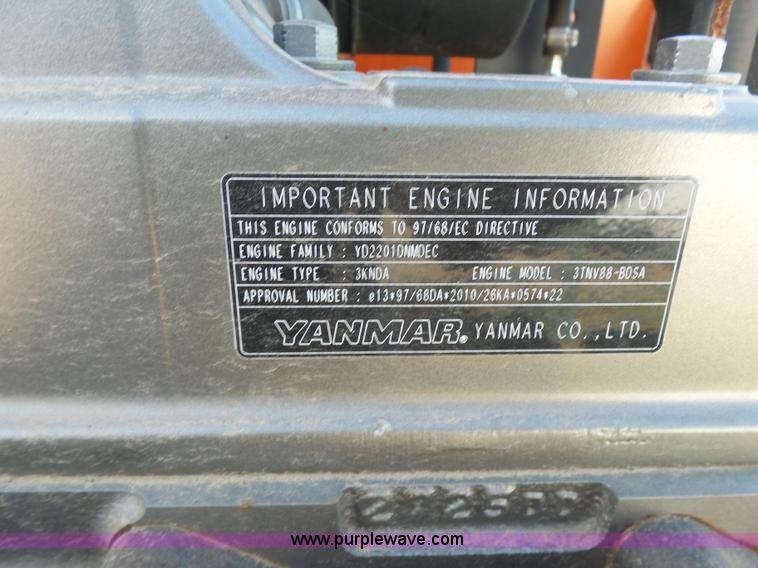 IMPORTANT ENGINE INFORMATION
THIS ENGINE CONFORMS TO 97/68/EC DIRECTIVE
ENGINE FAMILY : YD2201DNMDEC
ENGINE TYPE : 3KNDA ENGINE MODEL : 3TNV88-BDSA
APPROVAL NUMBER : e13*97/68DA*2010/26KA*0574*22
YANMAR® YANMAR CO.,LTD.
www.purplewave.com